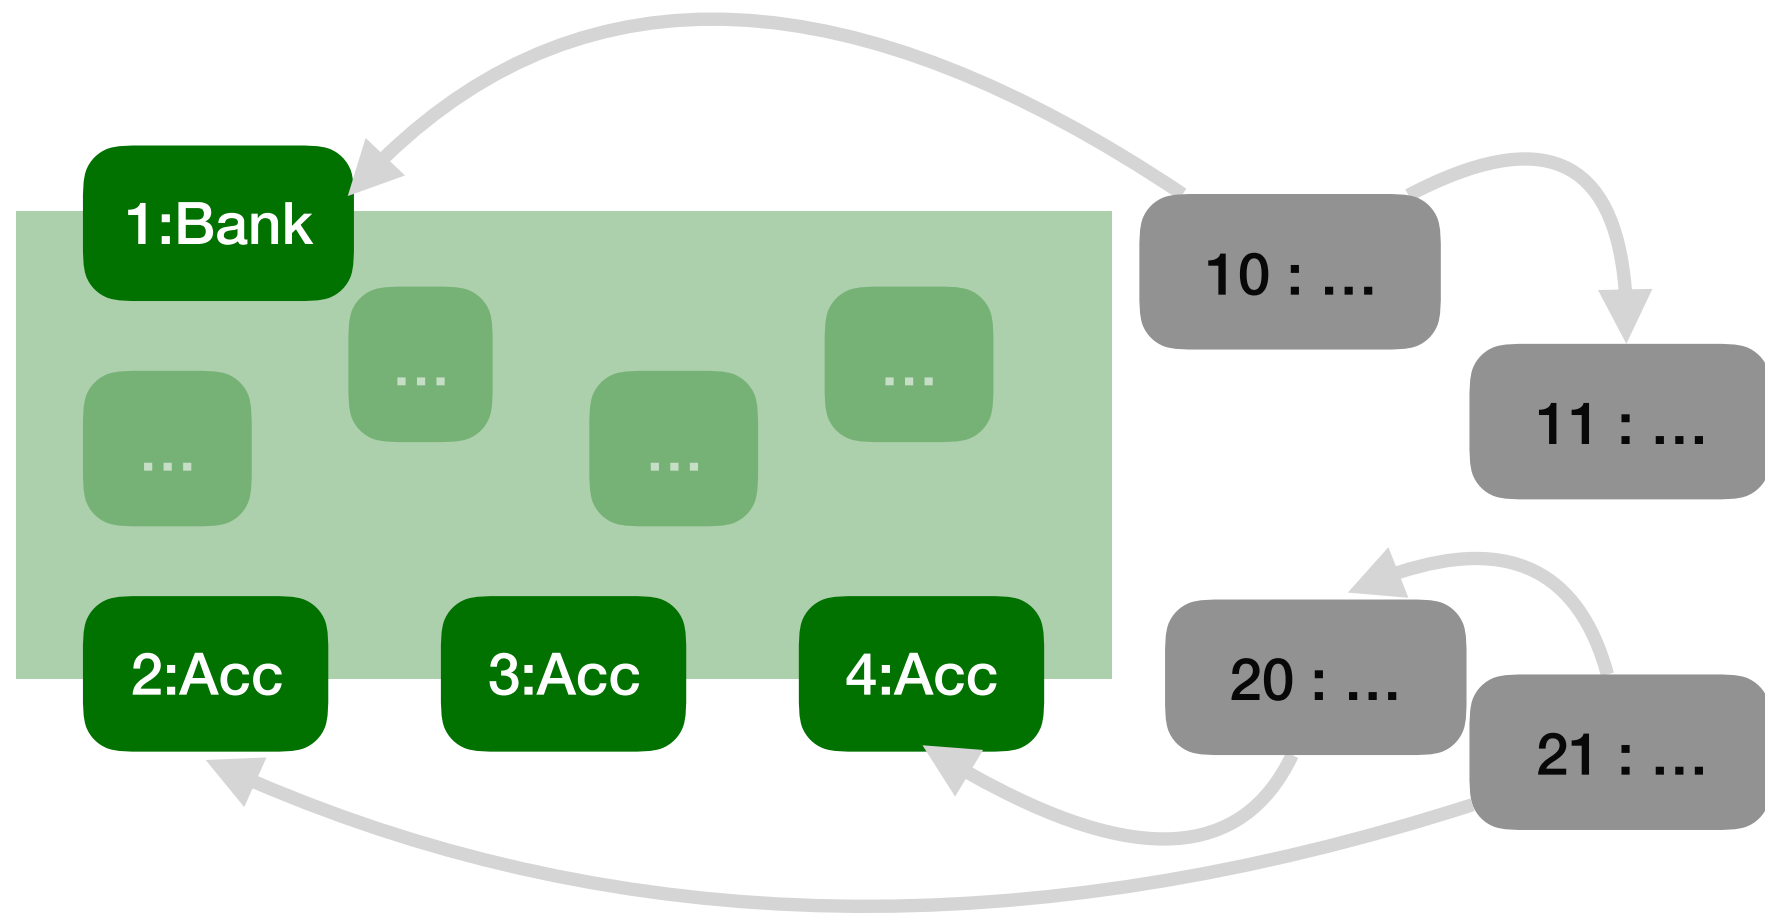 1:Bank
10 : …
…
…
11 : …
…
…
2:Acc
3:Acc
4:Acc
20 : …
21 : …